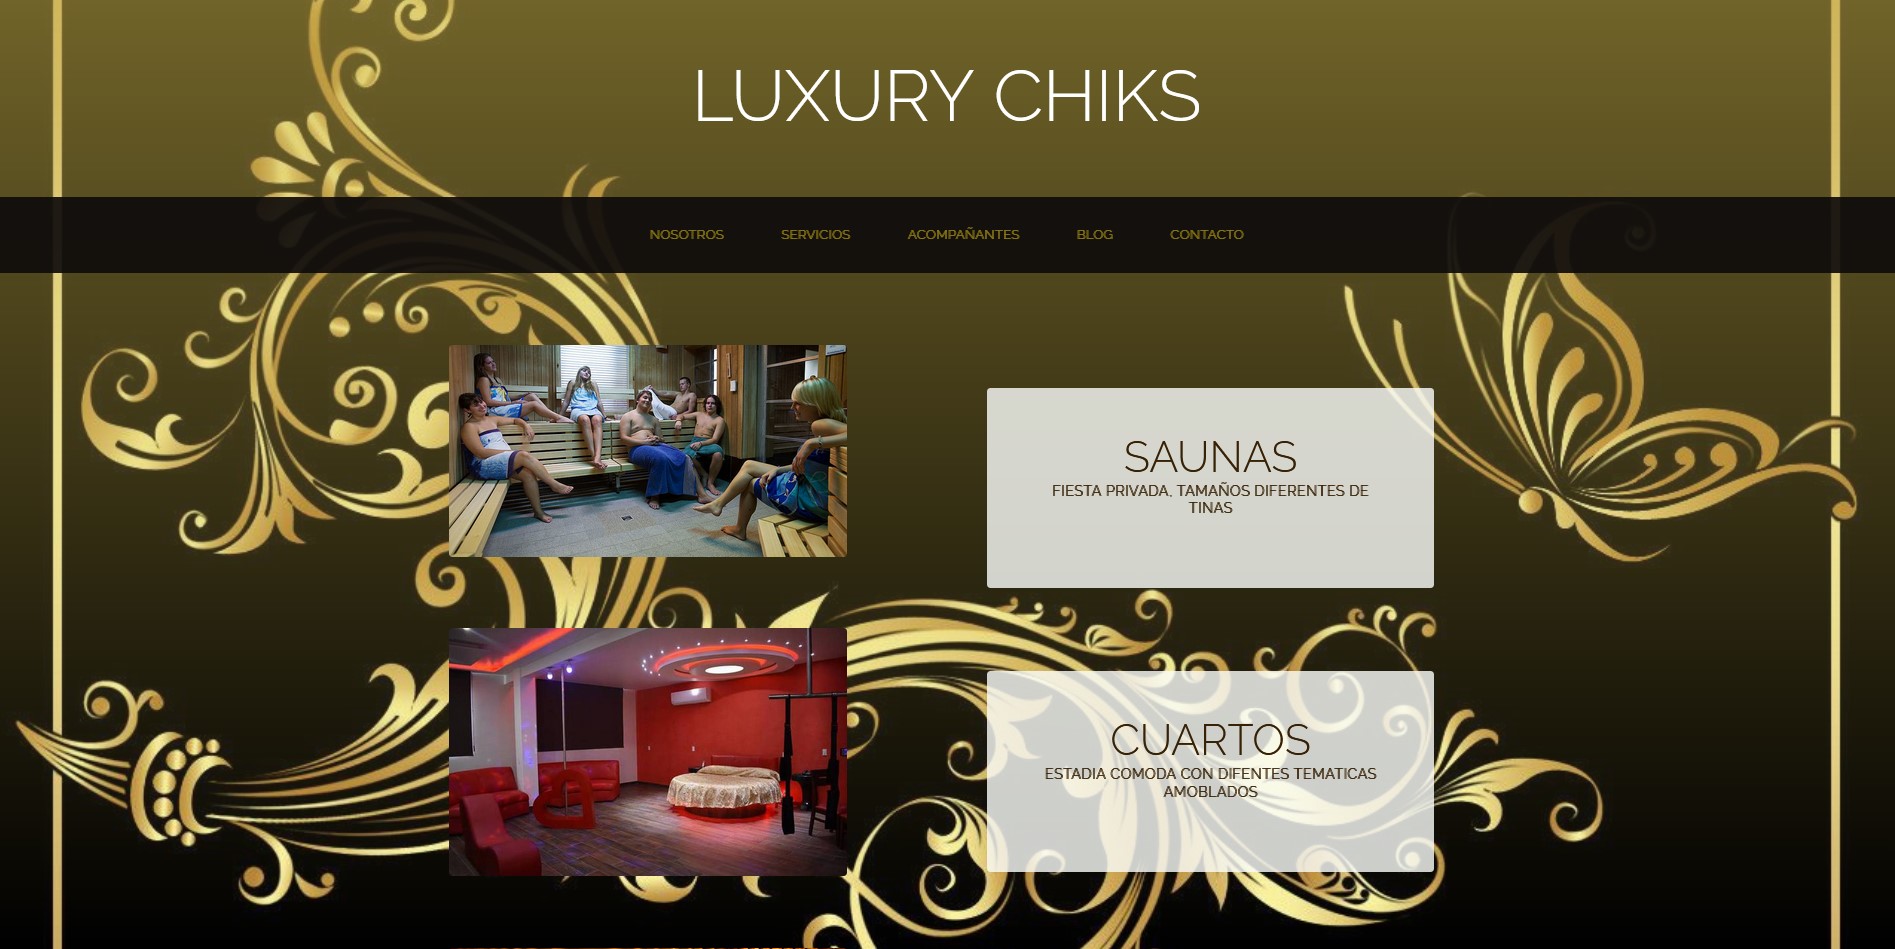 LUXURY CHIKS
NOSOTROS SERVICIOS ACOMPAÑANTES BLOG CONTACTO
SAUNAS
FIESTA PRIVADA, TAMAÑOS DIFERENTES DE
TINAS
CUARTOS
ESTADIA COMODA CON DIFENTES TEMATICAS
AMOBLADOS